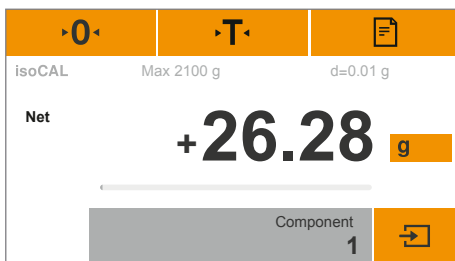 0 T
isoCAL Max 2100 g d=0.01 g
Net
+26.28 g
Component
1